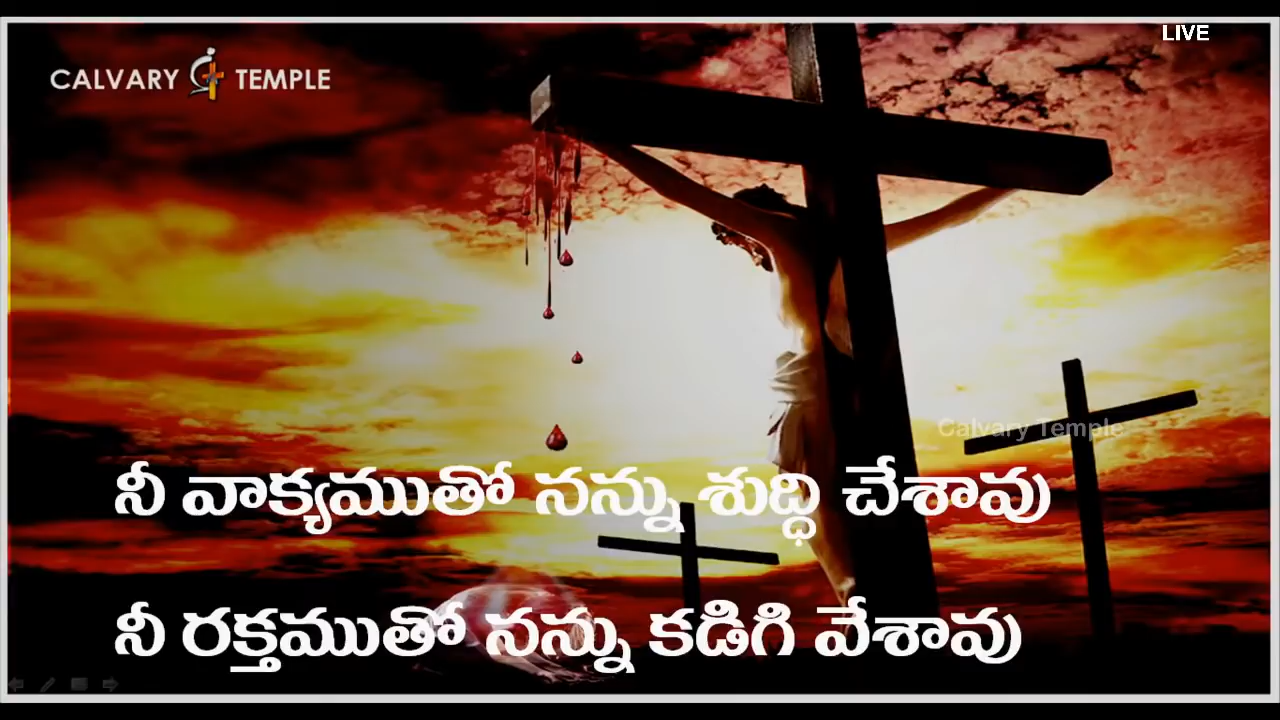 LIVE
CALVARY TEMPLE
Calvary Temple
నీ వాక్యముతో నన్ను శుద్ధి చేశావు
నీ రక్తముతో నన్ను కడిగి వేశావు